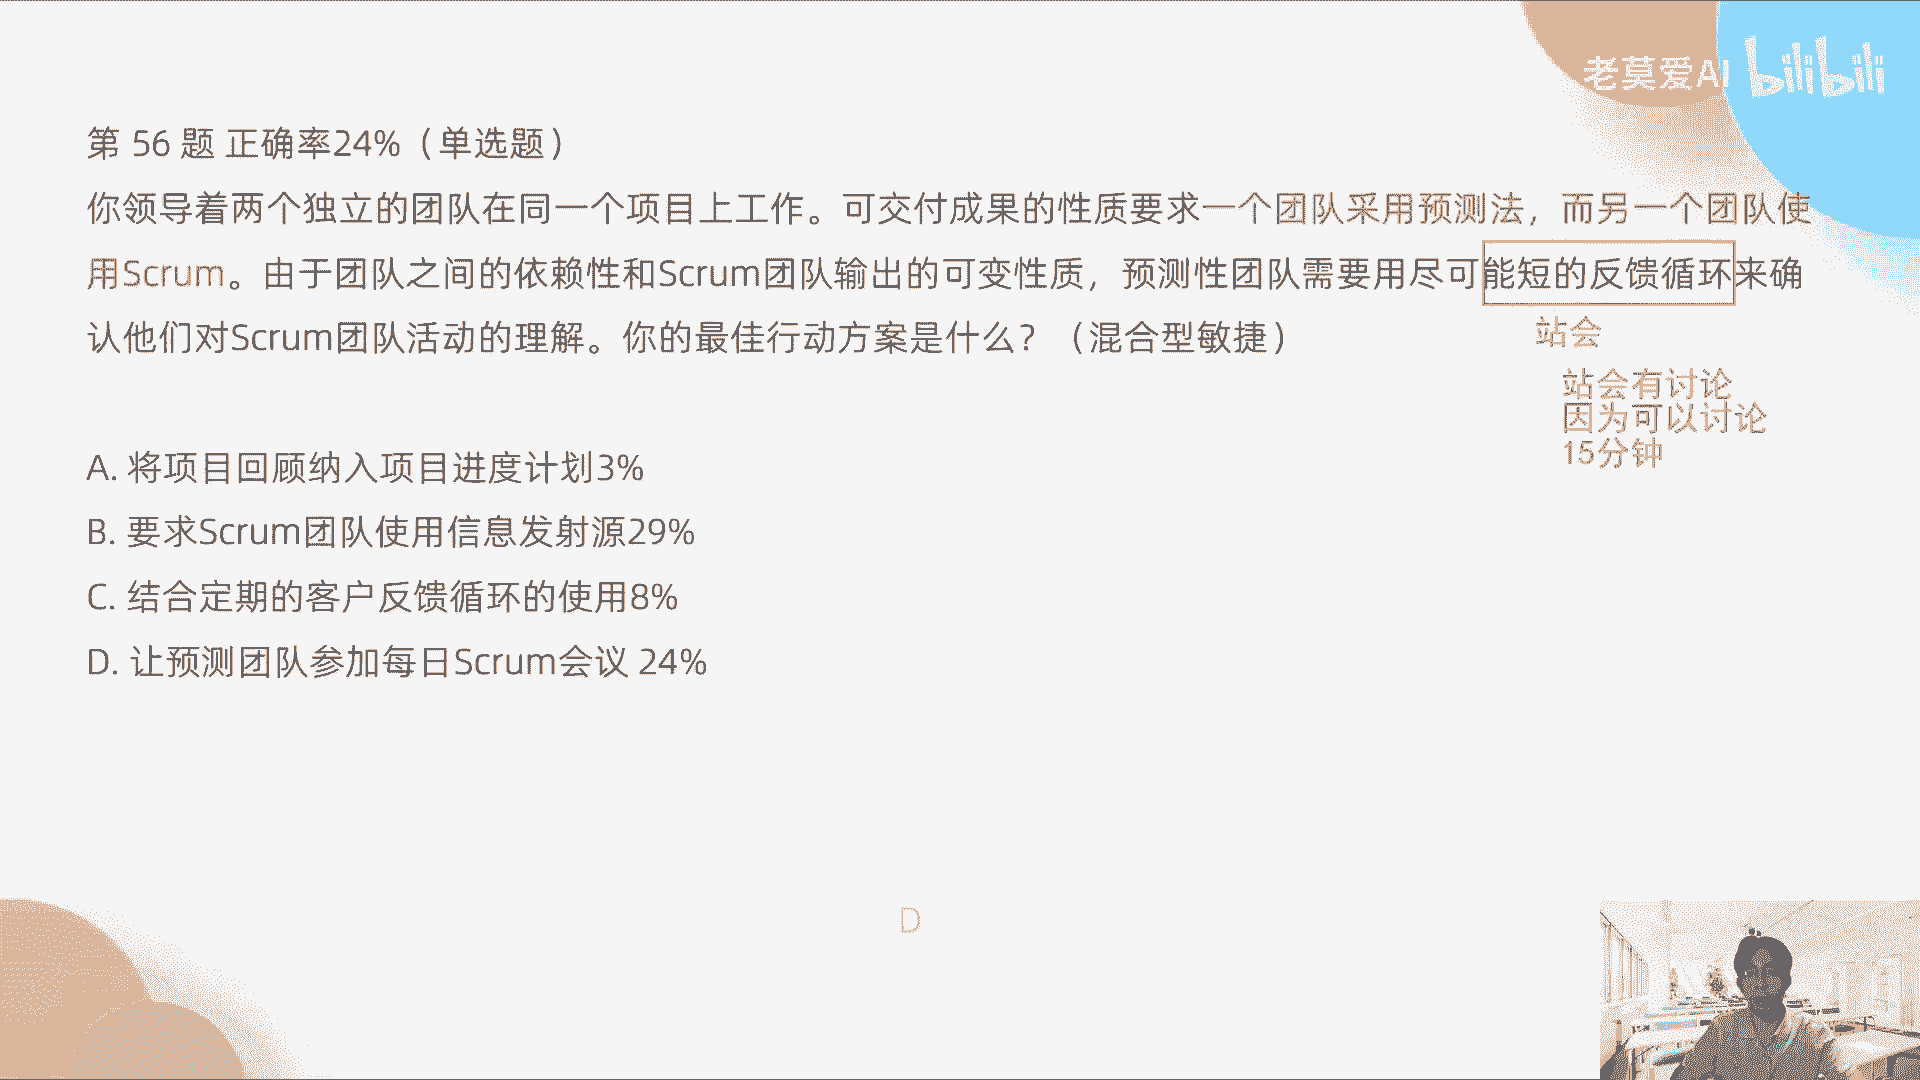 老莫爱AI bilibili
第 56 题 正确率24%（单选题）
你领导着两个独立的团队在同一个项目上工作。可交付成果的性质要求一个团队采用预测法，而另一个团队使
用Scrum。由于团队之间的依赖性和Scrum团队输出的可变性质，预测性团队需要用尽可能短的反馈循环来确
认他们对Scrum团队活动的理解。你的最佳行动方案是什么？（混合型敏捷）
站会
站会有讨论
因为可以讨论
15分钟
A. 将项目回顾纳入项目进度计划3%
B. 要求Scrum团队使用信息发射源29%
C. 结合定期的客户反馈循环的使用8%
D. 让预测团队参加每日Scrum会议 24%
D